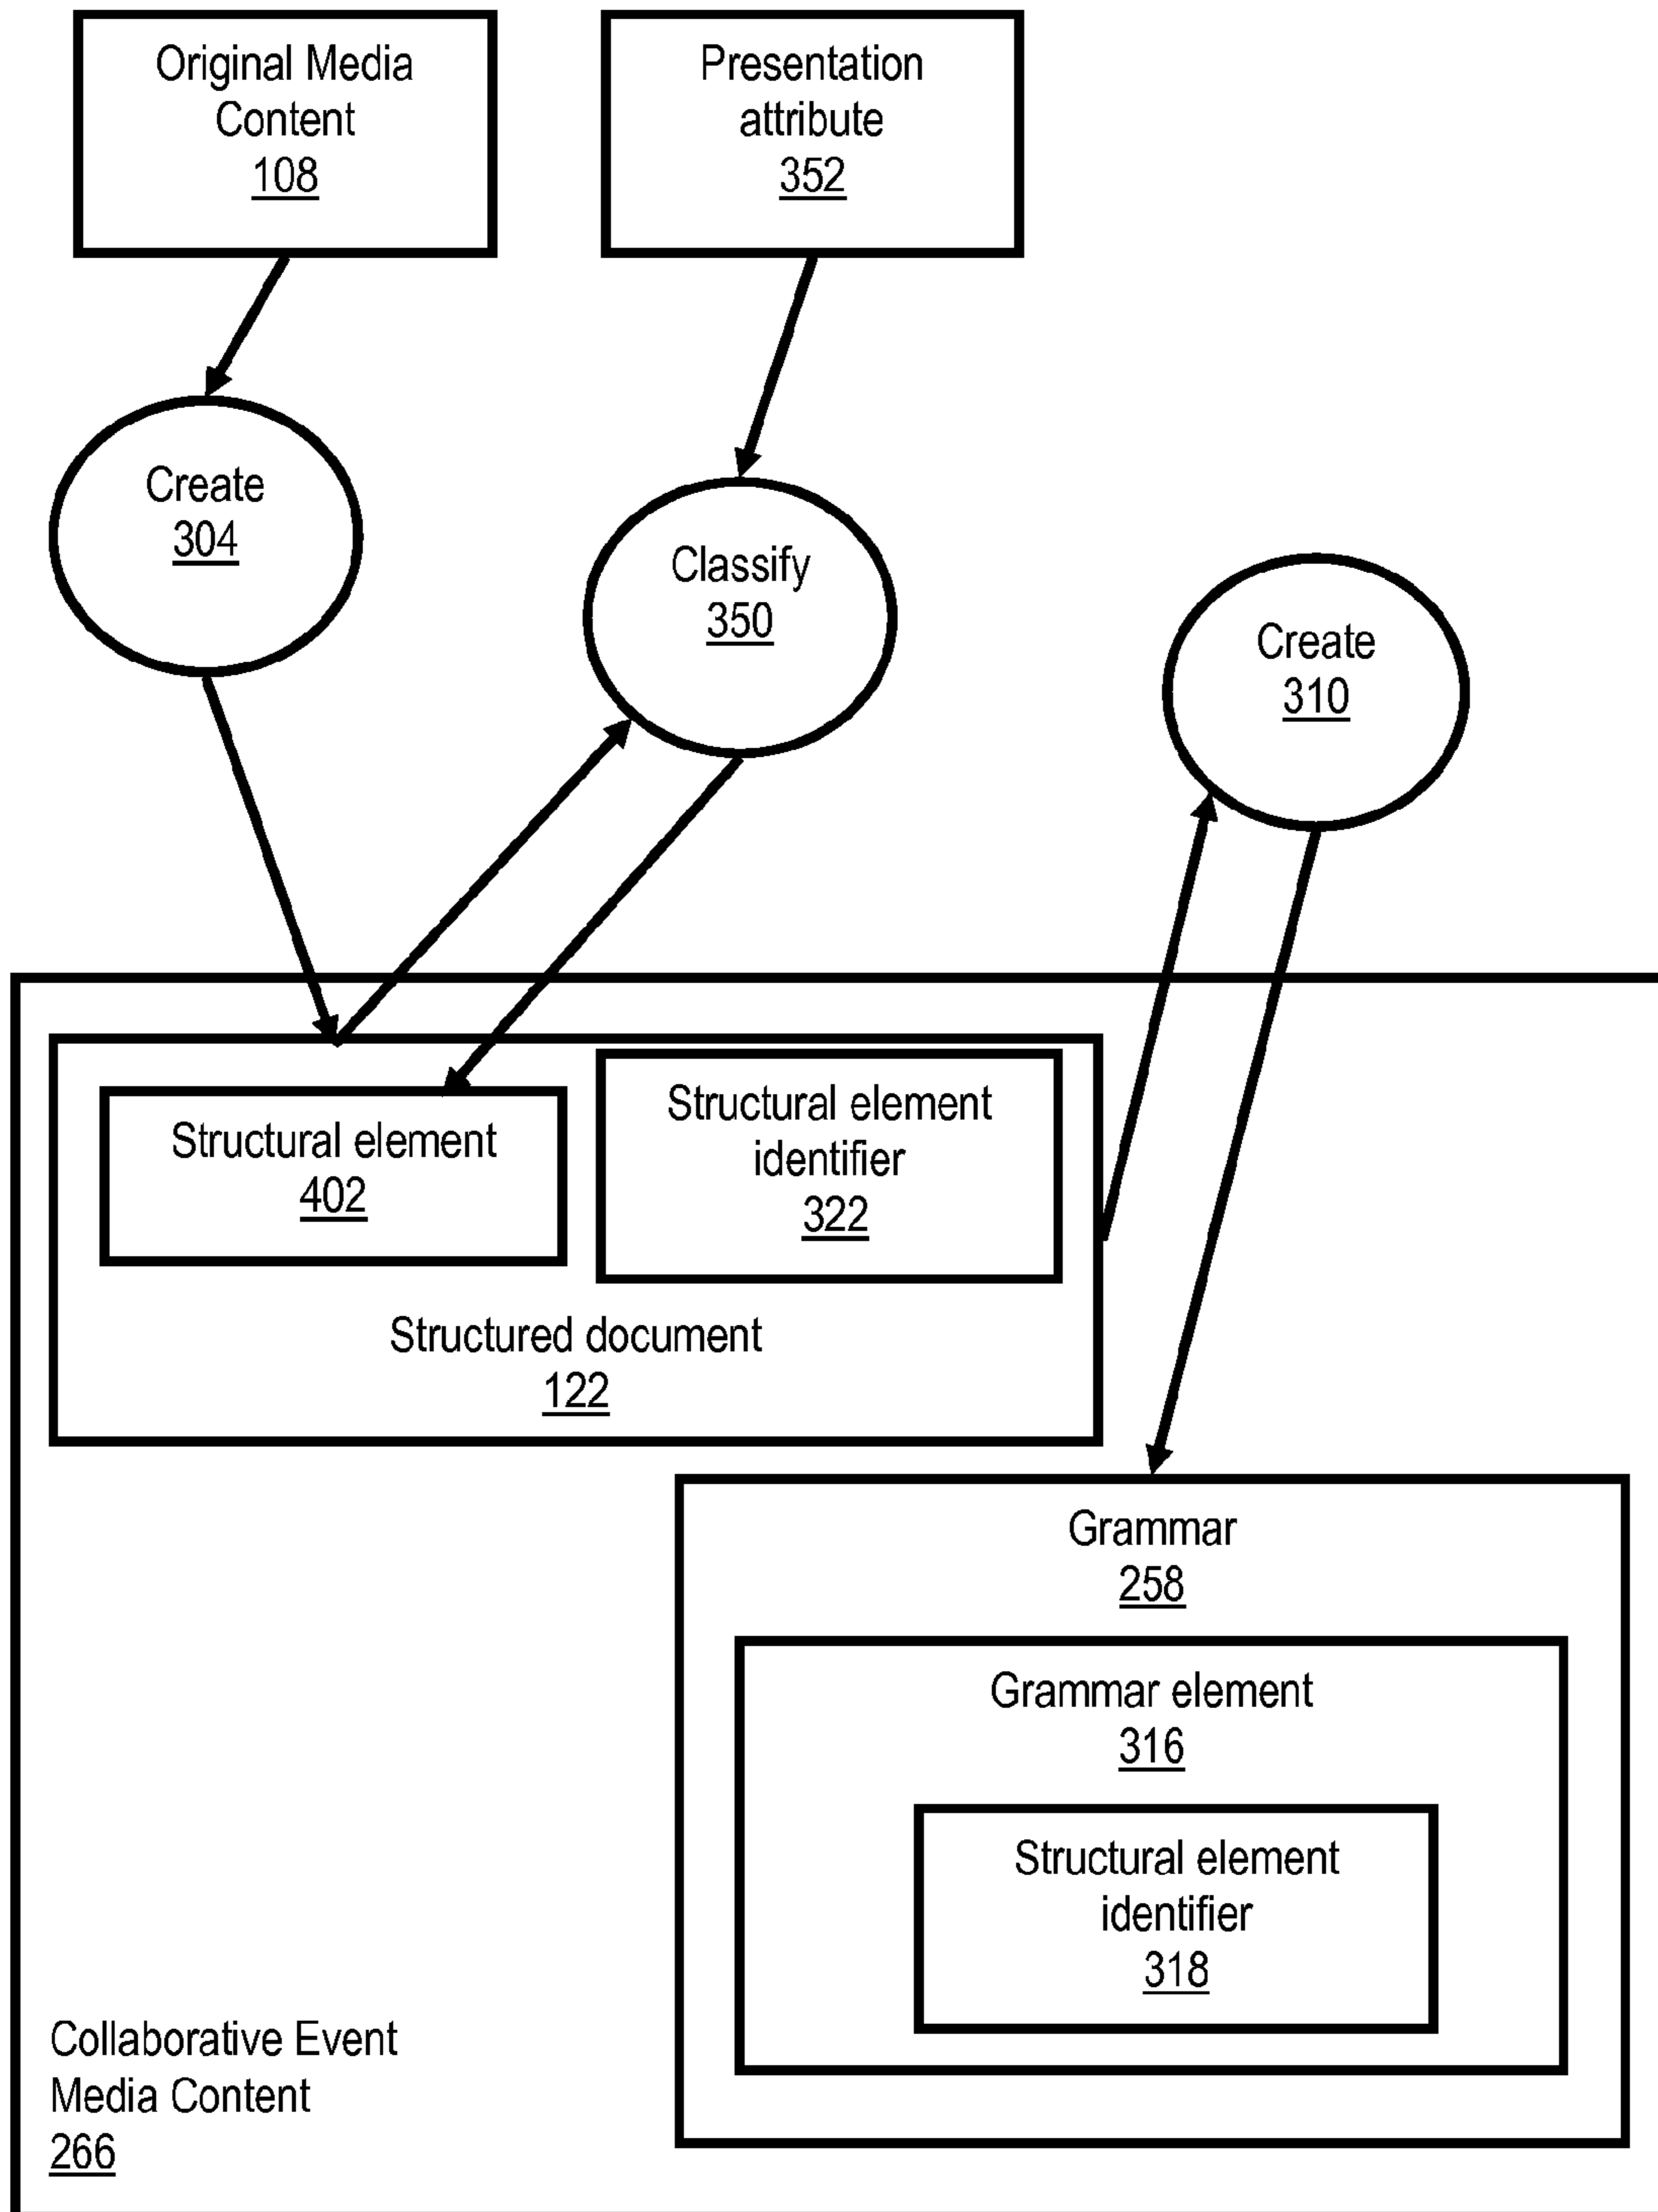 Original Media
Content
108
Presentation
attribute
352
Create
304
Classify
350
Create
310
Structural element
402
Structural element
identifier
322
Structured document
122
Grammar
258
Grammar element
316
Structural element
identifier
318
Collaborative Event
Media Content
266